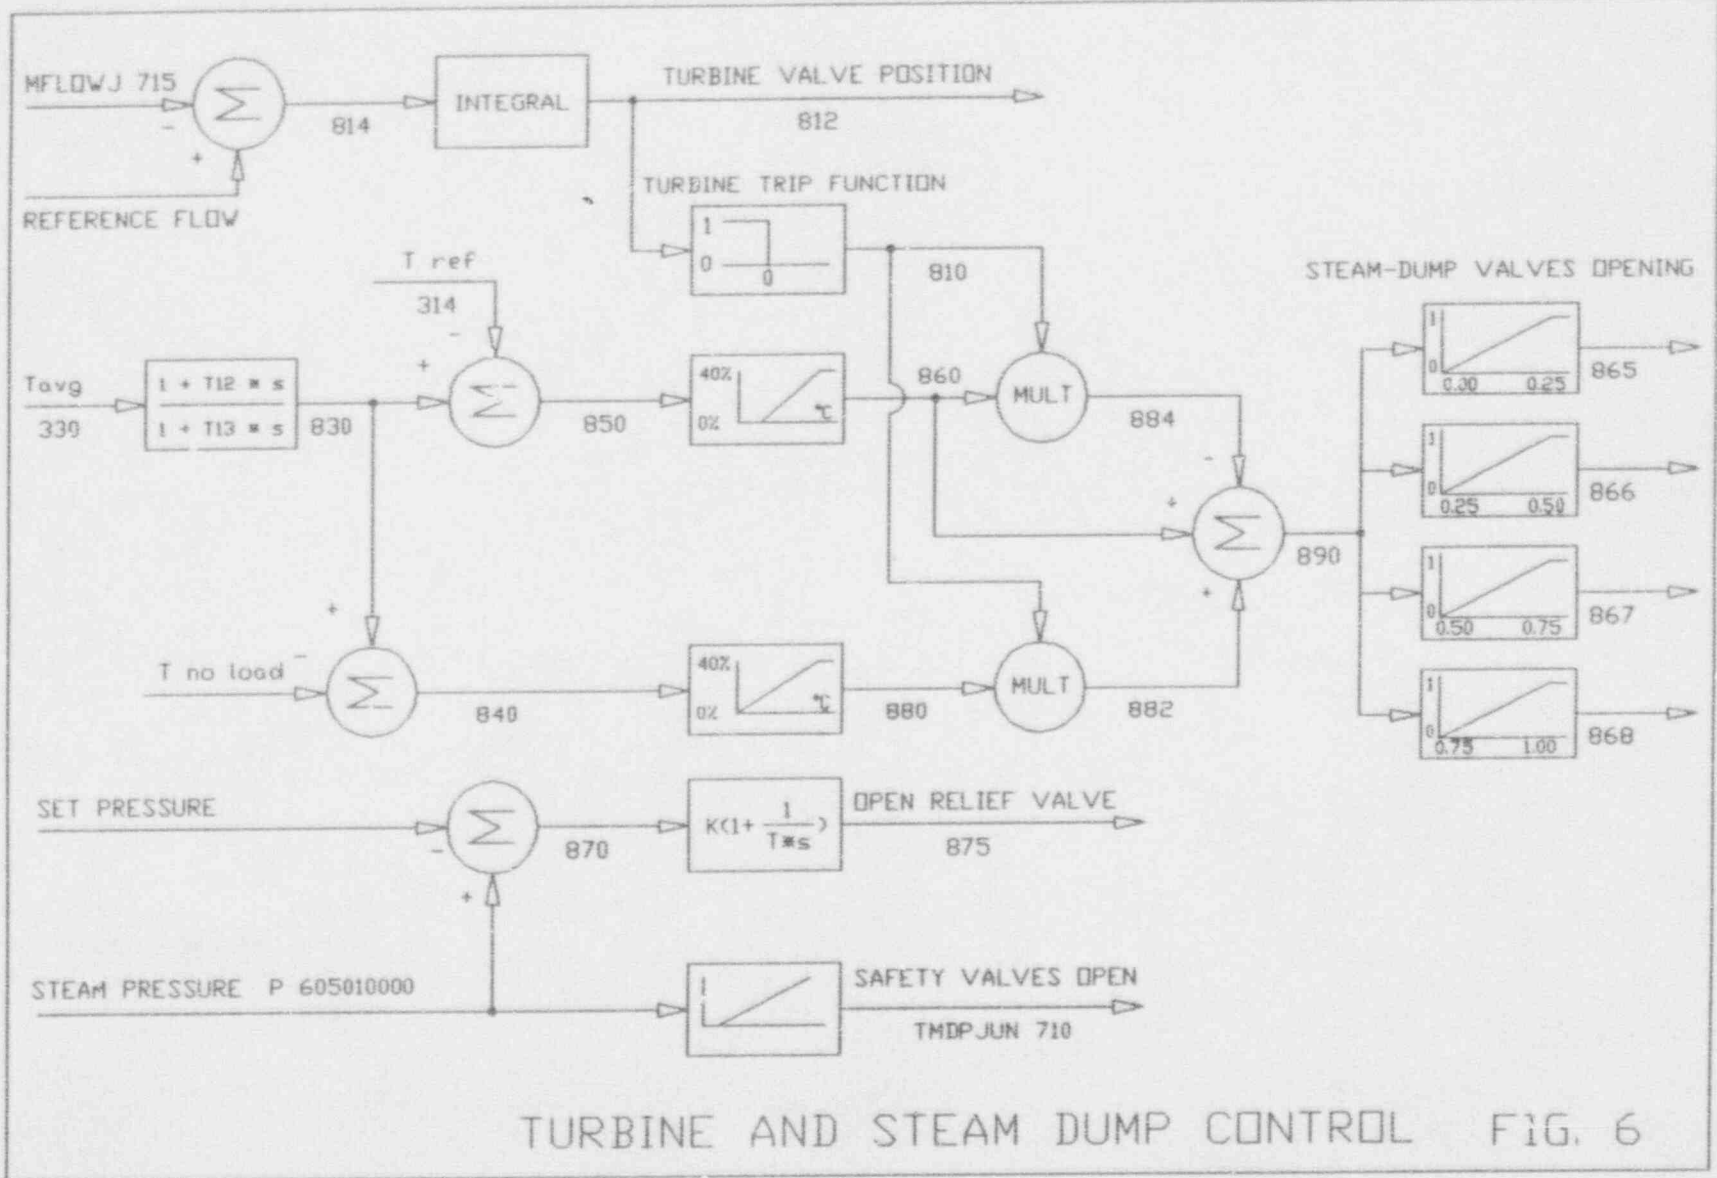 MFLOWJ 715
-
+
REFERENCE FLOW
Σ
814
INTEGRAL
TURBINE VALVE POSITION
812
TURBINE TRIP FUNCTION
1
0
0
810
T ref
314
-
+
Tavg
330
1 + T12 * s
1 + T13 * s
830
Σ
850
40%
0%
°C
860
MULT
884
-
+
+
Σ
890
STEAM-DUMP VALVES OPENING
1
0
0.00 0.25
865
1
0
0.25 0.50
866
1
0
0.50 0.75
867
1
0
0.75 1.00
868
+
-
T no load
Σ
840
40%
0%
°C
880
MULT
882
SET PRESSURE
-
+
Σ
870
K(1+ 1
T*s )
OPEN RELIEF VALVE
875
STEAM PRESSURE P 605010000
SAFETY VALVES OPEN
TMDPJUN 710
TURBINE AND STEAM DUMP CONTROL FIG. 6